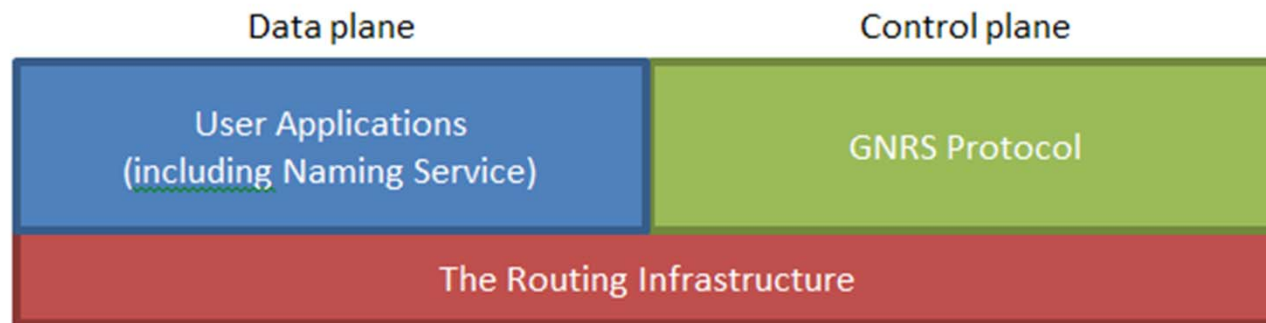 Data plane
Control plane
User Applications
(including Naming Service)
GNRS Protocol
The Routing Infrastructure